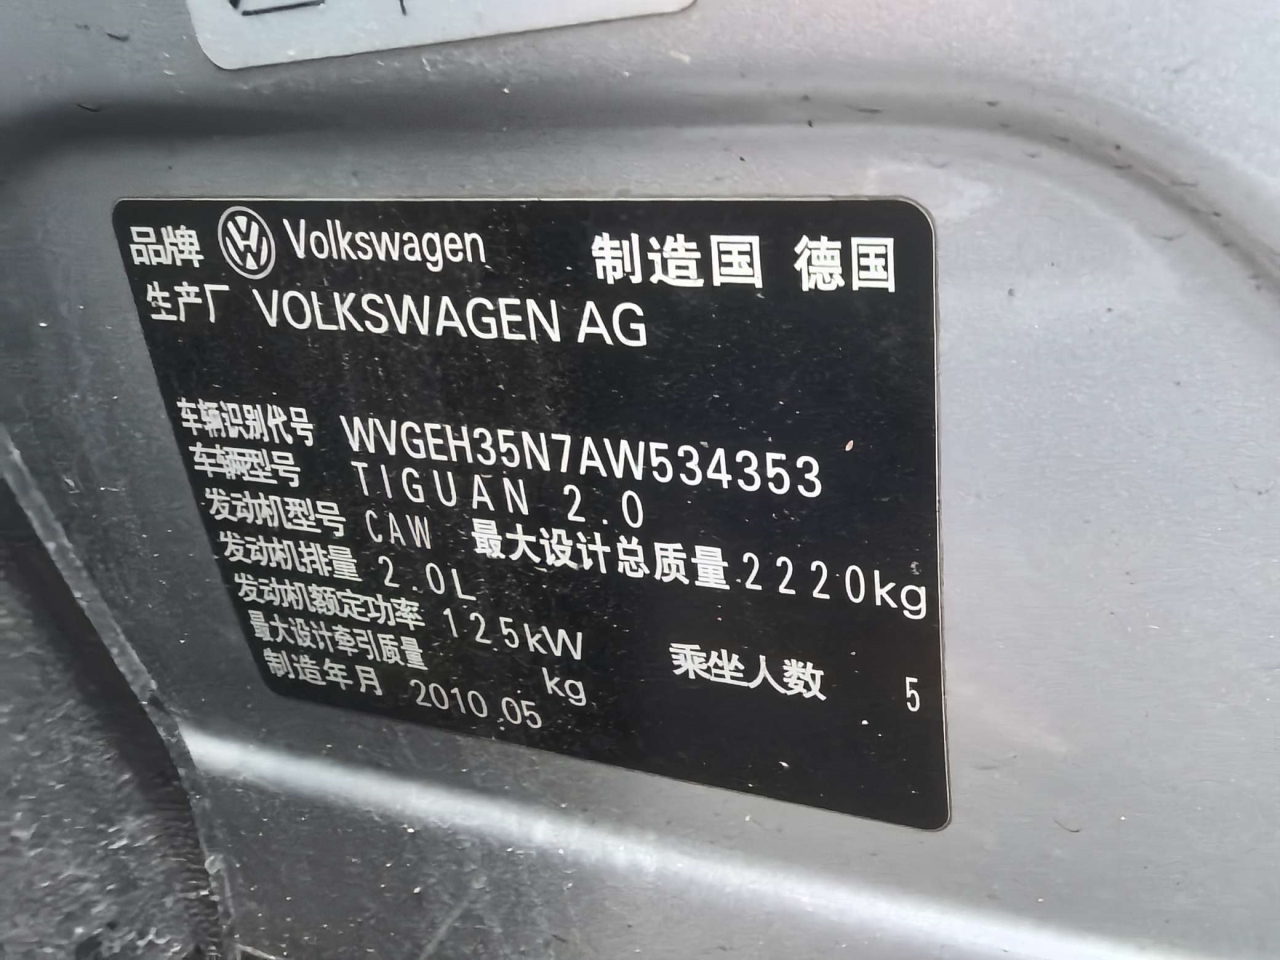 品牌 Volkswagen 制造国 德国
生产厂 VOLKSWAGEN AG
车辆识别代号 WVGEH35N7AW534353
车辆型号 TIGUAN 2.0
发动机型号 CAW 最大设计总质量 2220kg
发动机排量 2.0L
发动机额定功率 125kW
最大设计牵引质量 kg 乘坐人数 5
制造年月 2010.05